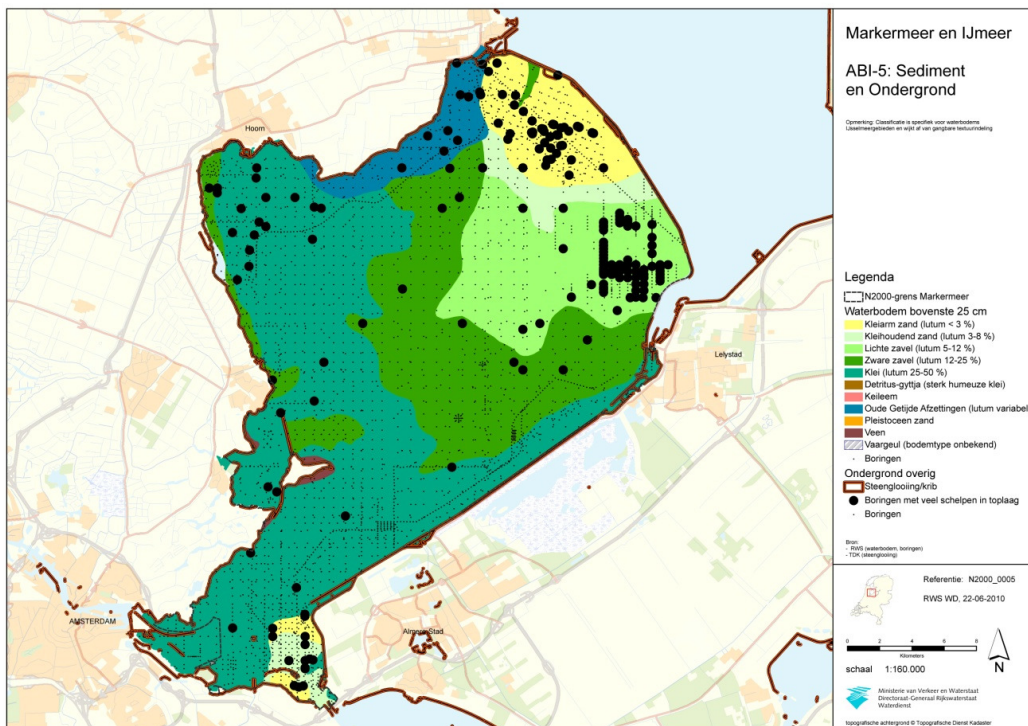 Markermeer en IJmeer
ABI-5: Sediment
en Ondergrond
Opmerking: Classificatie is specifiek voor waterbodems
IJsselmeergebieden en wijkt af van gangbare textuurindeling
Hoorn
Lelystad
AMSTERDAM
Almere Stad
Legenda
N2000-grens Markermeer
Waterbodem bovenste 25 cm
Kleiarm zand (lutum < 3 %)
Kleihoudend zand (lutum 3-8 %)
Lichte zavel (lutum 5-12 %)
Zware zavel (lutum 12-25 %)
Klei (lutum 25-50 %)
Detritus-gyttja (sterk humeuze klei)
Keileem
Oude Getijde Afzettingen (lutum variabel
Pleistoceen zand
Veen
Vaargeul (bodemtype onbekend)
Boringen
Ondergrond overig
Steenglooiing/krib
Boringen met veel schelpen in toplaag
Boringen
Bron:
- RWS (waterbodem, boringen)
- TDK (steenglooiing)
Referentie: N2000_0005
RWS WD, 22-06-2010
0 2 4 6 8
Kilometers
schaal 1:160.000
N
Ministerie van Verkeer en Waterstaat
Directoraat-Generaal Rijkswaterstaat
Waterdienst
topografische achtergrond © Topografische Dienst Kadaster